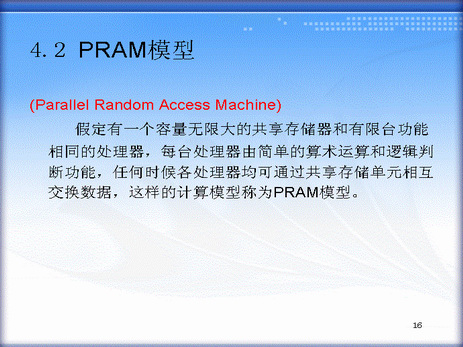 4.2 PRAM模型
(Parallel Random Access Machine)
假定有一个容量无限大的共享存储器和有限台功能
相同的处理器，每台处理器由简单的算术运算和逻辑判
断功能，任何时候各处理器均可通过共享存储单元相互
交换数据，这样的计算模型称为PRAM模型。
16